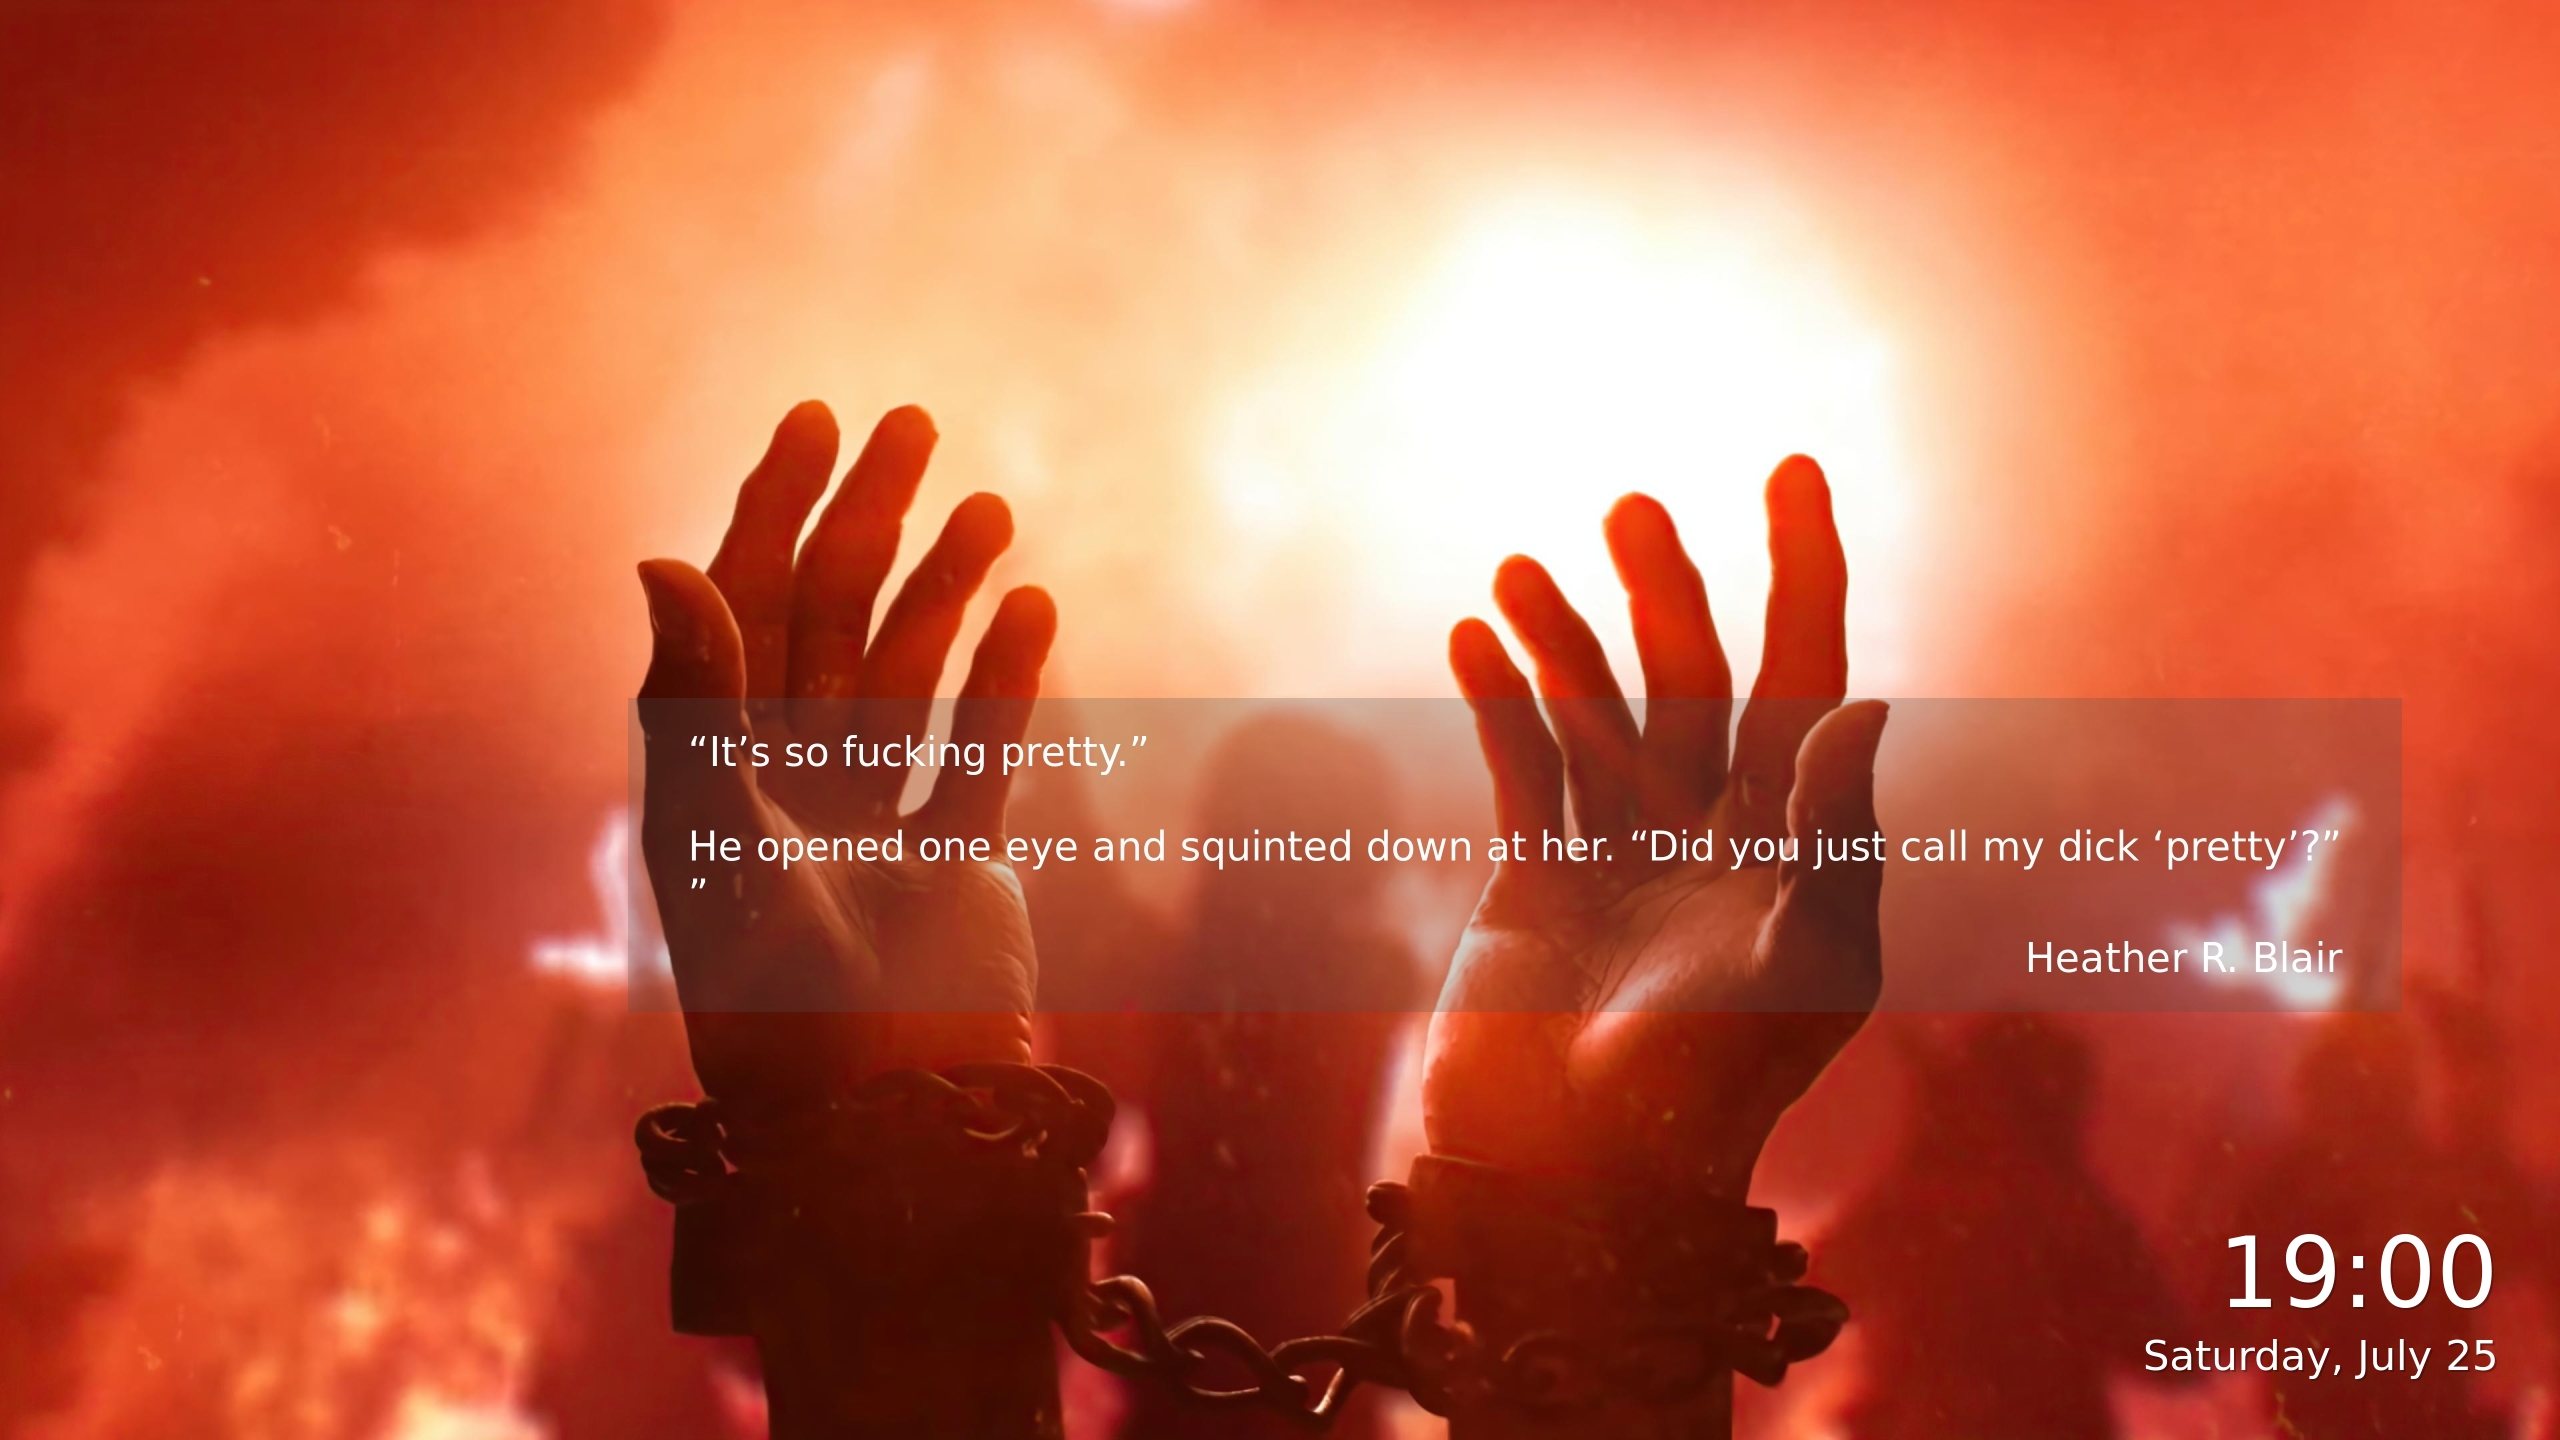 “It’s so fucking pretty.”
He opened one eye and squinted down at her. “Did you just call my dick ‘pretty’?”
”
Heather R. Blair
19:00
Saturday, July 25